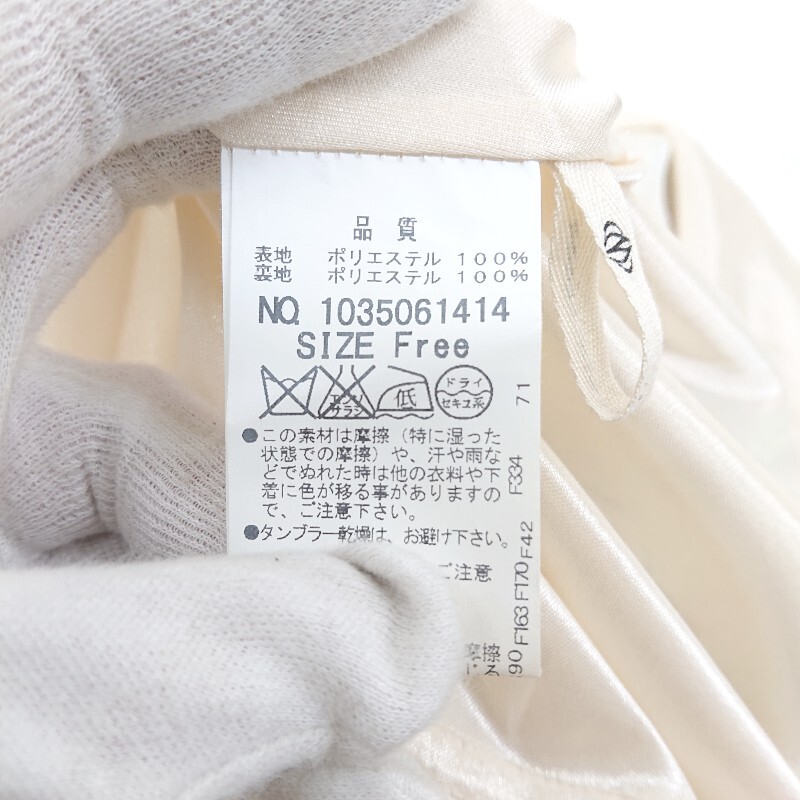 品質
表地 ポリエステル 100%
裏地 ポリエステル 100%
NO. 1035061414
SIZE Free
エンソ サラシ
低
ドライ
セキユ系
●この素材は摩擦（特に湿った
状態での摩擦）や、汗や雨な
どでぬれた時は他の衣料や下
着に色が移る事がありますの
で、ご注意下さい。
●タンブラー乾燥は、お避け下さい。
ご注意
摩擦
71
F334
F163 F170 F42